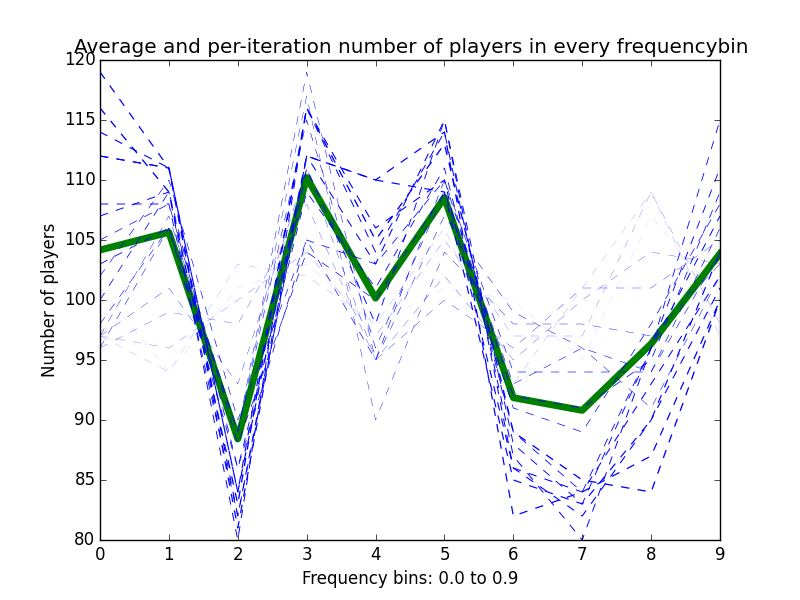 Average and per-iteration number of players in every frequencybin
120
115
110
105
100
95
90
85
80
Number of players
0 1 2 3 4 5 6 7 8 9
Frequency bins: 0.0 to 0.9